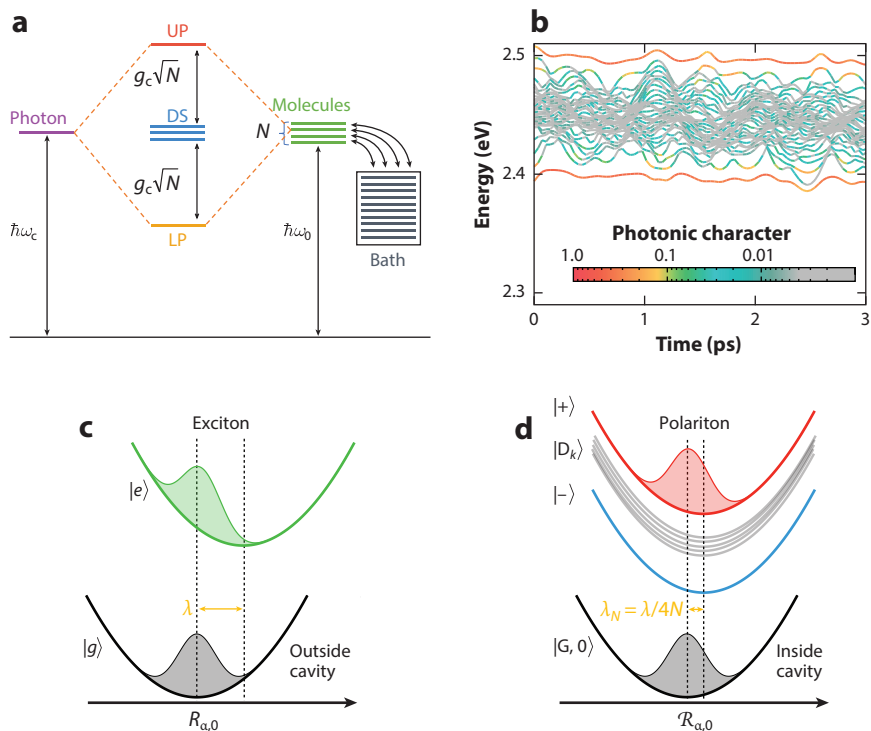 a
UP
g_c√N
Photon
DS
Molecules
N
g_c√N
ħω_c
LP
ħω_0
Bath
b
2.5
2.4
2.3
Energy (eV)
Photonic character
1.0
0.1
0.01
0
1
2
3
Time (ps)
c
Exciton
|e⟩
λ
|g⟩
Outside
cavity
R_α,0
d
|+⟩
Polariton
|D_k⟩
|−⟩
λ_N = λ/4N
|G, 0⟩
Inside
cavity
ℛ_α,0